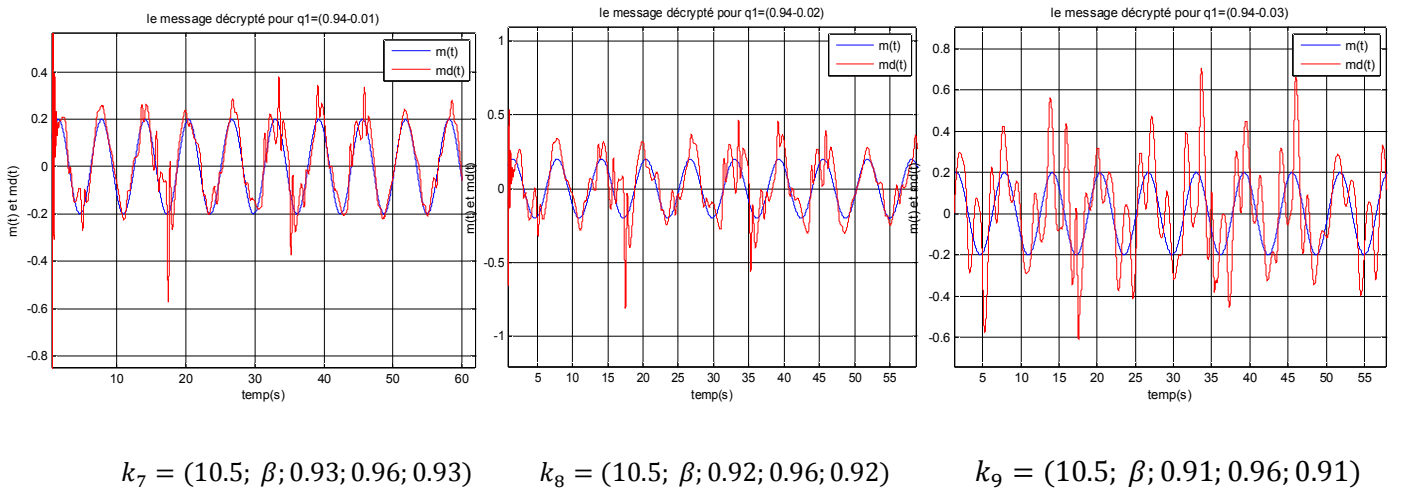 le message décrypté pour q1=(0.94-0.01)
m(t)
md(t)
m(t) et md(t)
0.4
0.2
0
-0.2
-0.4
-0.6
-0.8
10 20 30 40 50 60
temp(s)
le message décrypté pour q1=(0.94-0.02)
m(t)
md(t)
m(t) et md(t)
1
0.5
0
-0.5
-1
5 10 15 20 25 30 35 40 45 50 55
temp(s)
le message décrypté pour q1=(0.94-0.03)
m(t)
md(t)
m(t) et md(t)
0.8
0.6
0.4
0.2
0
-0.2
-0.4
-0.6
5 10 15 20 25 30 35 40 45 50 55
temp(s)
k₇ = (10.5; β; 0.93; 0.96; 0.93)
k₈ = (10.5; β; 0.92; 0.96; 0.92)
k₉ = (10.5; β; 0.91; 0.96; 0.91)